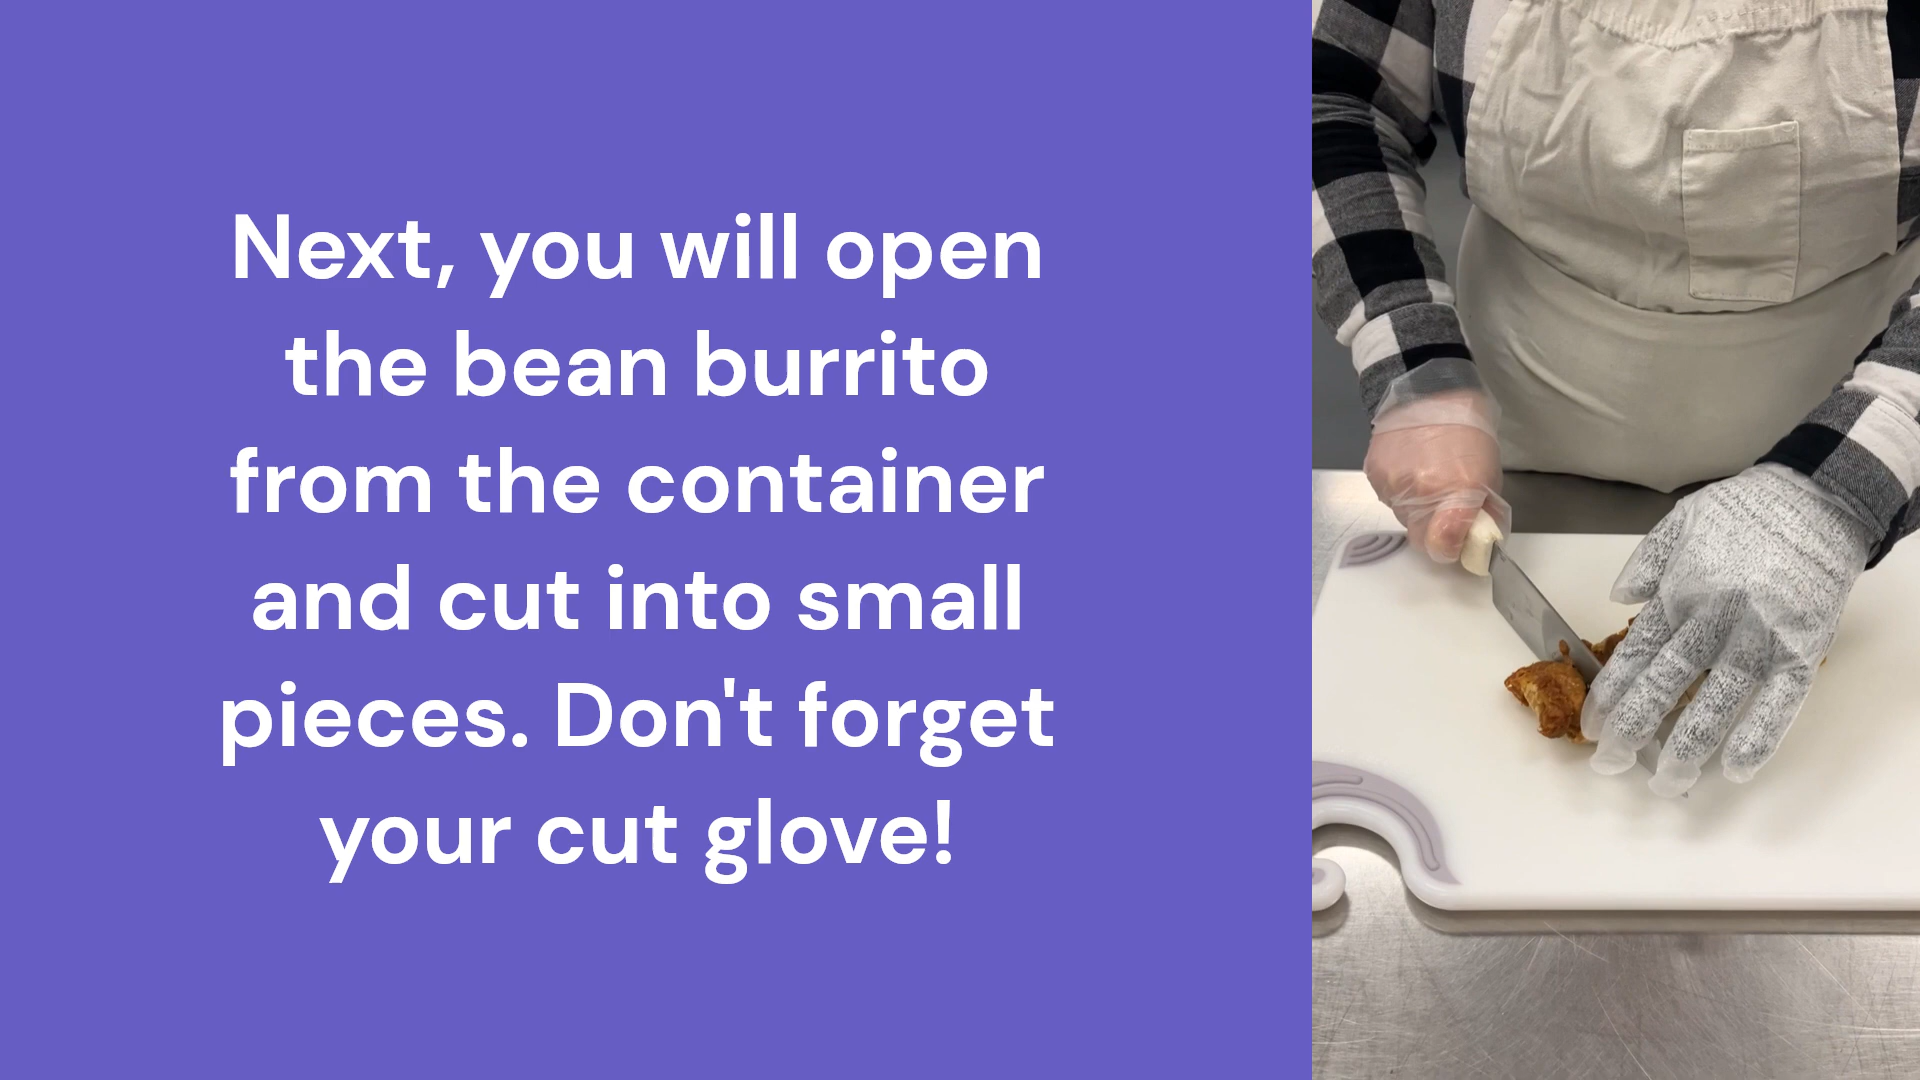 Next, you will open
the bean burrito
from the container
and cut into small
pieces. Don't forget
your cut glove!